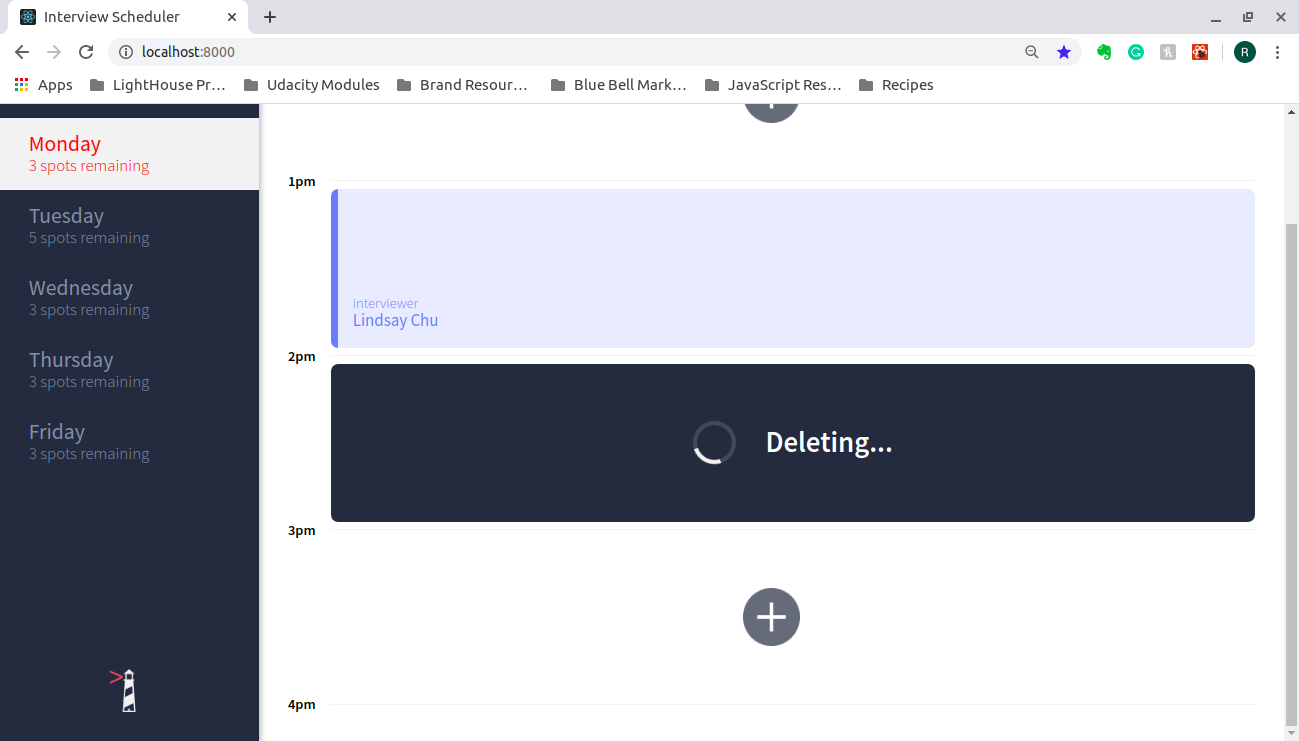 Interview Scheduler
localhost:8000
R
Apps
LightHouse Pr...
Udacity Modules
Brand Resour...
Blue Bell Mark...
JavaScript Res...
Recipes
Monday
3 spots remaining
Tuesday
5 spots remaining
Wednesday
3 spots remaining
Thursday
3 spots remaining
Friday
3 spots remaining
1pm
interviewer
Lindsay Chu
2pm
Deleting...
3pm
4pm